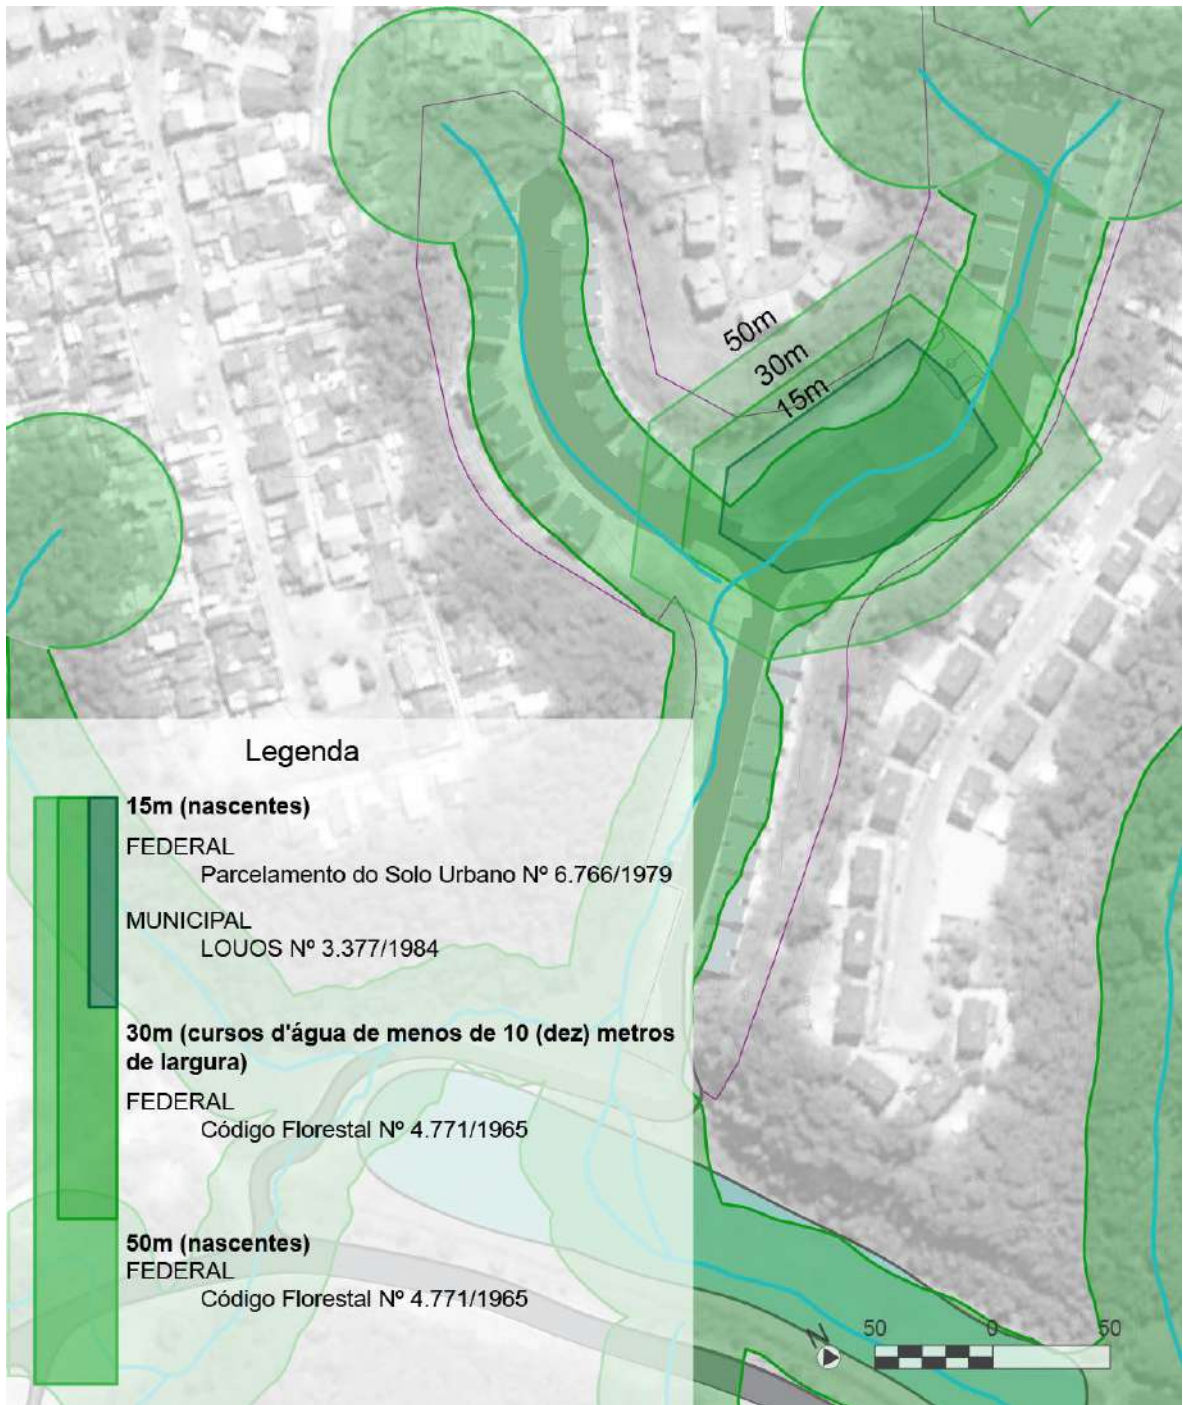 50m
30m
15m
Legenda
15m (nascentes)
FEDERAL
Parcelamento do Solo Urbano Nº 6.766/1979
MUNICIPAL
LOUOS Nº 3.377/1984
30m (cursos d'água de menos de 10 (dez) metros
de largura)
FEDERAL
Código Florestal Nº 4.771/1965
50m (nascentes)
FEDERAL
Código Florestal Nº 4.771/1965
N
50 0 50